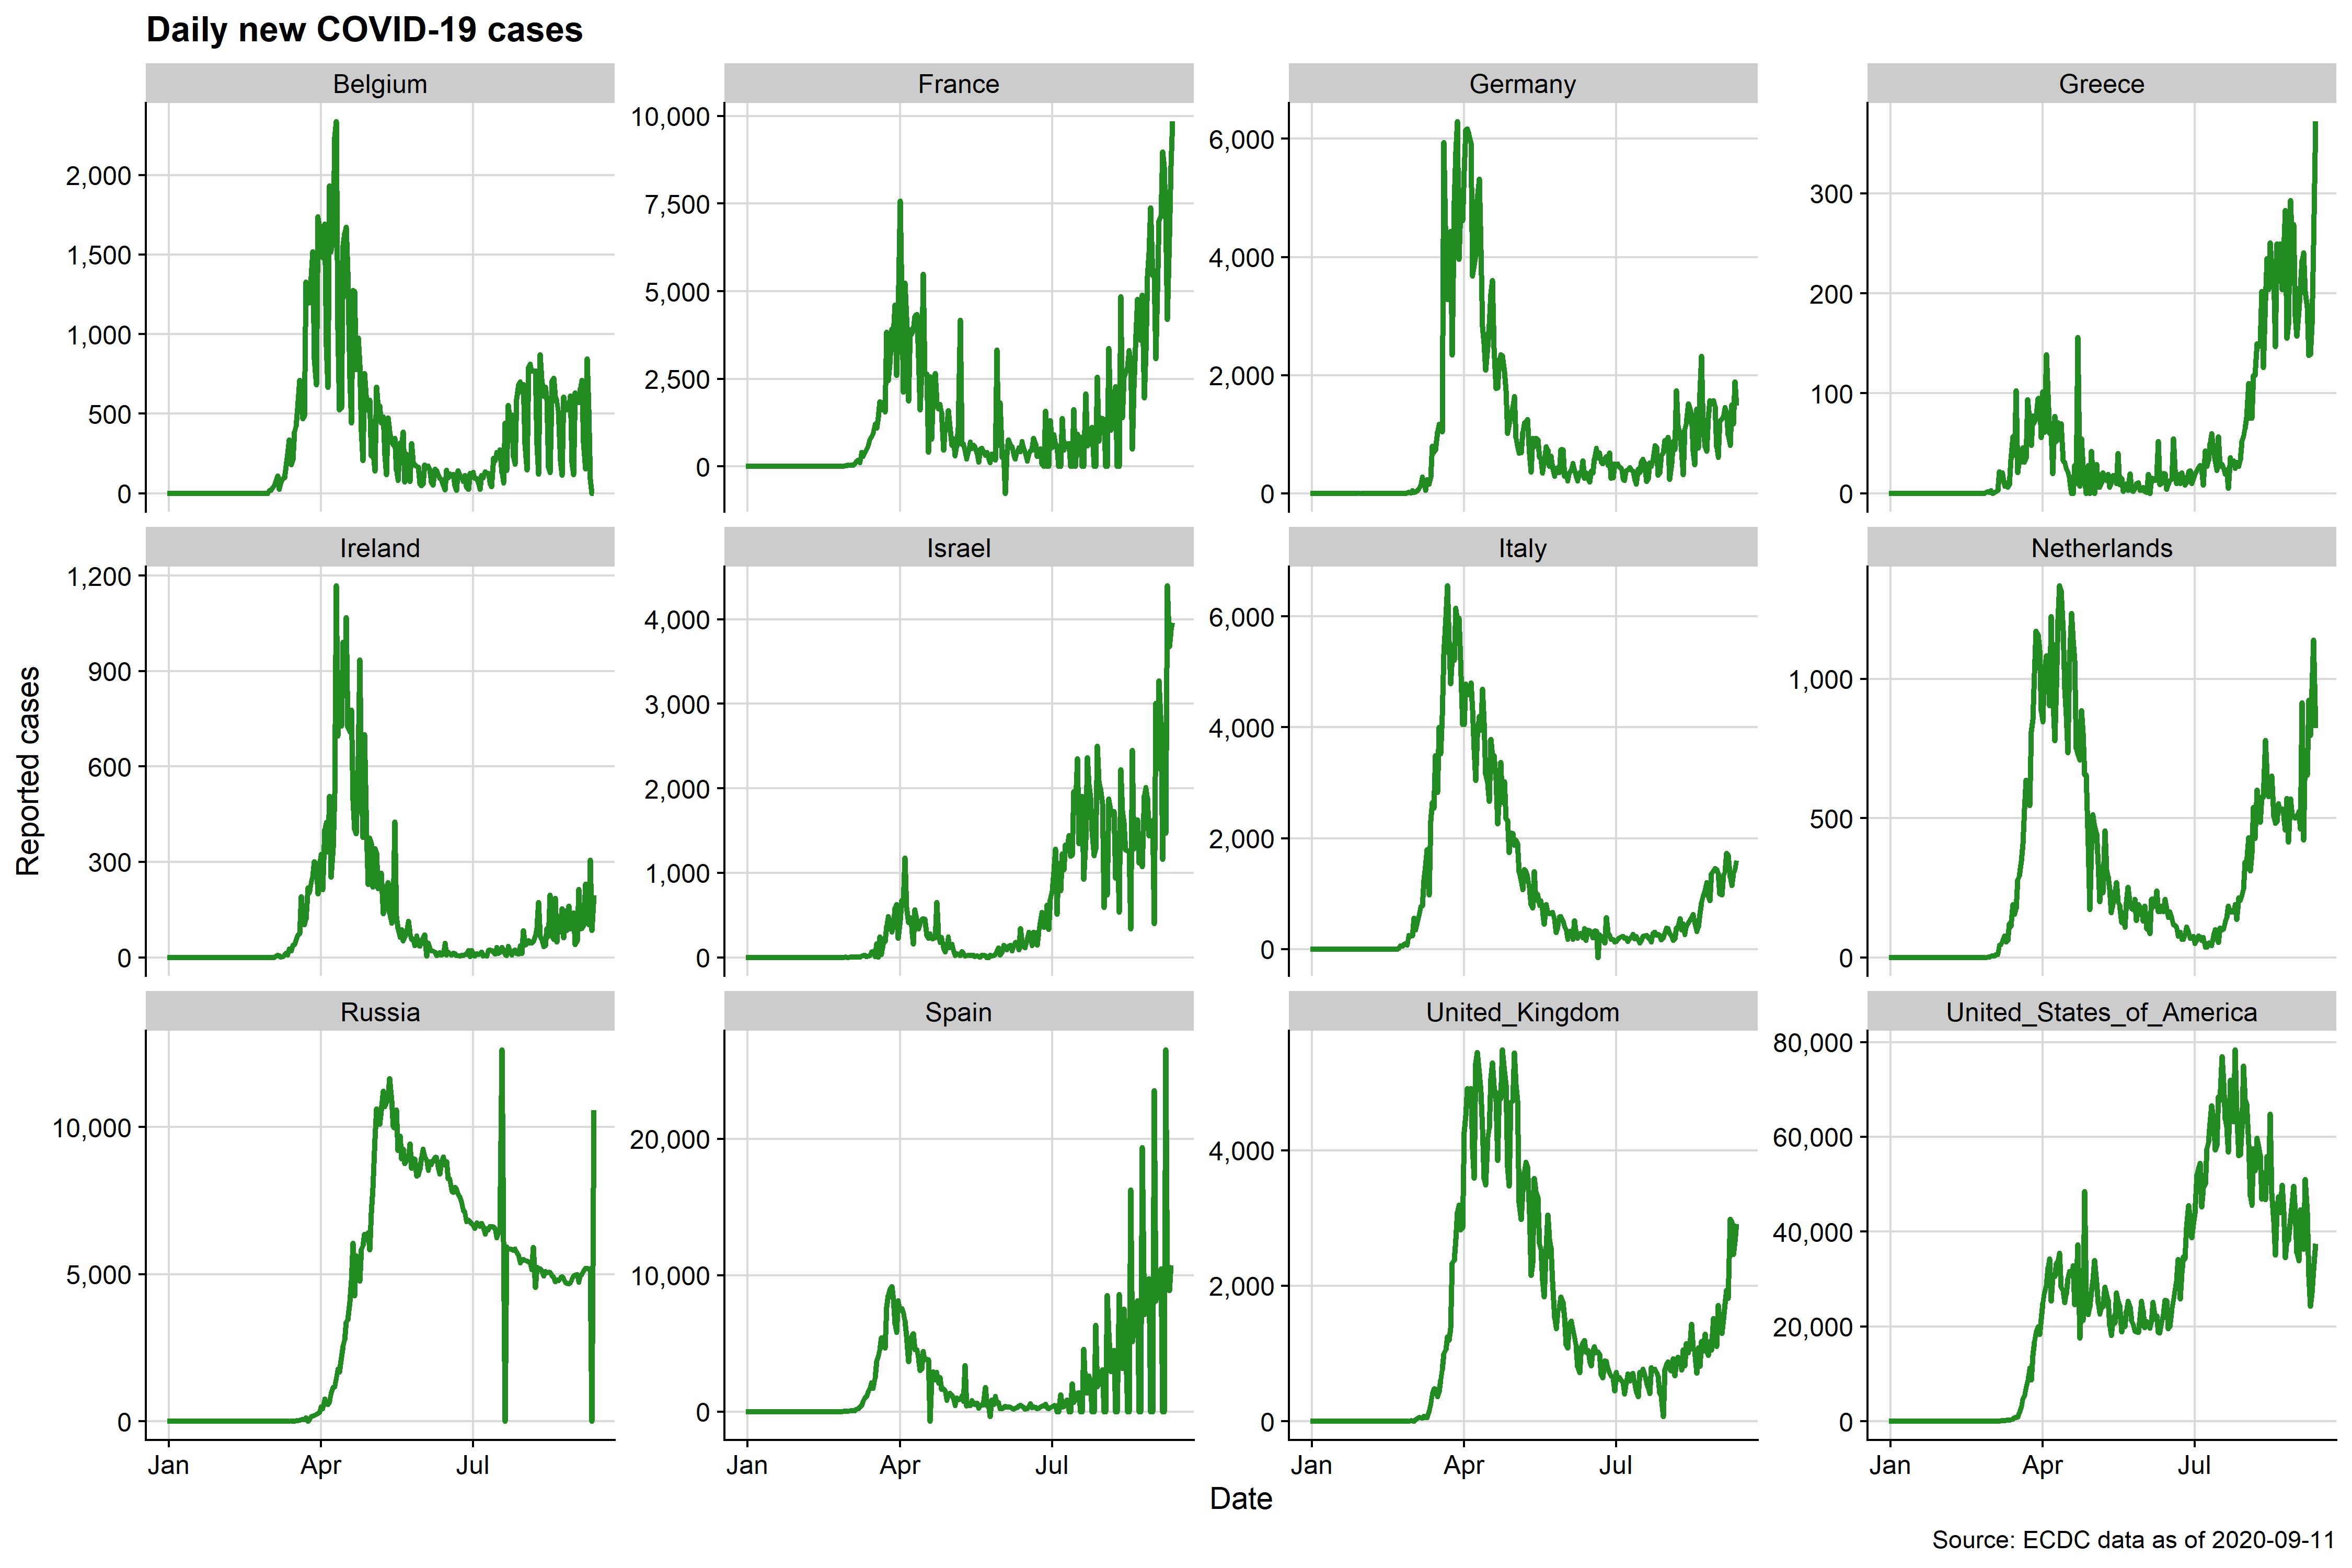 Daily new COVID-19 cases
Belgium
France
Germany
Greece
2,000
1,500
1,000
500
0
10,000
7,500
5,000
2,500
0
6,000
4,000
2,000
0
300
200
100
0
Ireland
Israel
Italy
Netherlands
1,200
900
600
300
0
4,000
3,000
2,000
1,000
0
6,000
4,000
2,000
0
1,000
500
0
Russia
Spain
United_Kingdom
United_States_of_America
10,000
5,000
0
20,000
10,000
0
4,000
2,000
0
80,000
60,000
40,000
20,000
0
Jan Apr Jul
Jan Apr Jul
Jan Apr Jul
Jan Apr Jul
Reported cases
Date
Source: ECDC data as of 2020-09-11